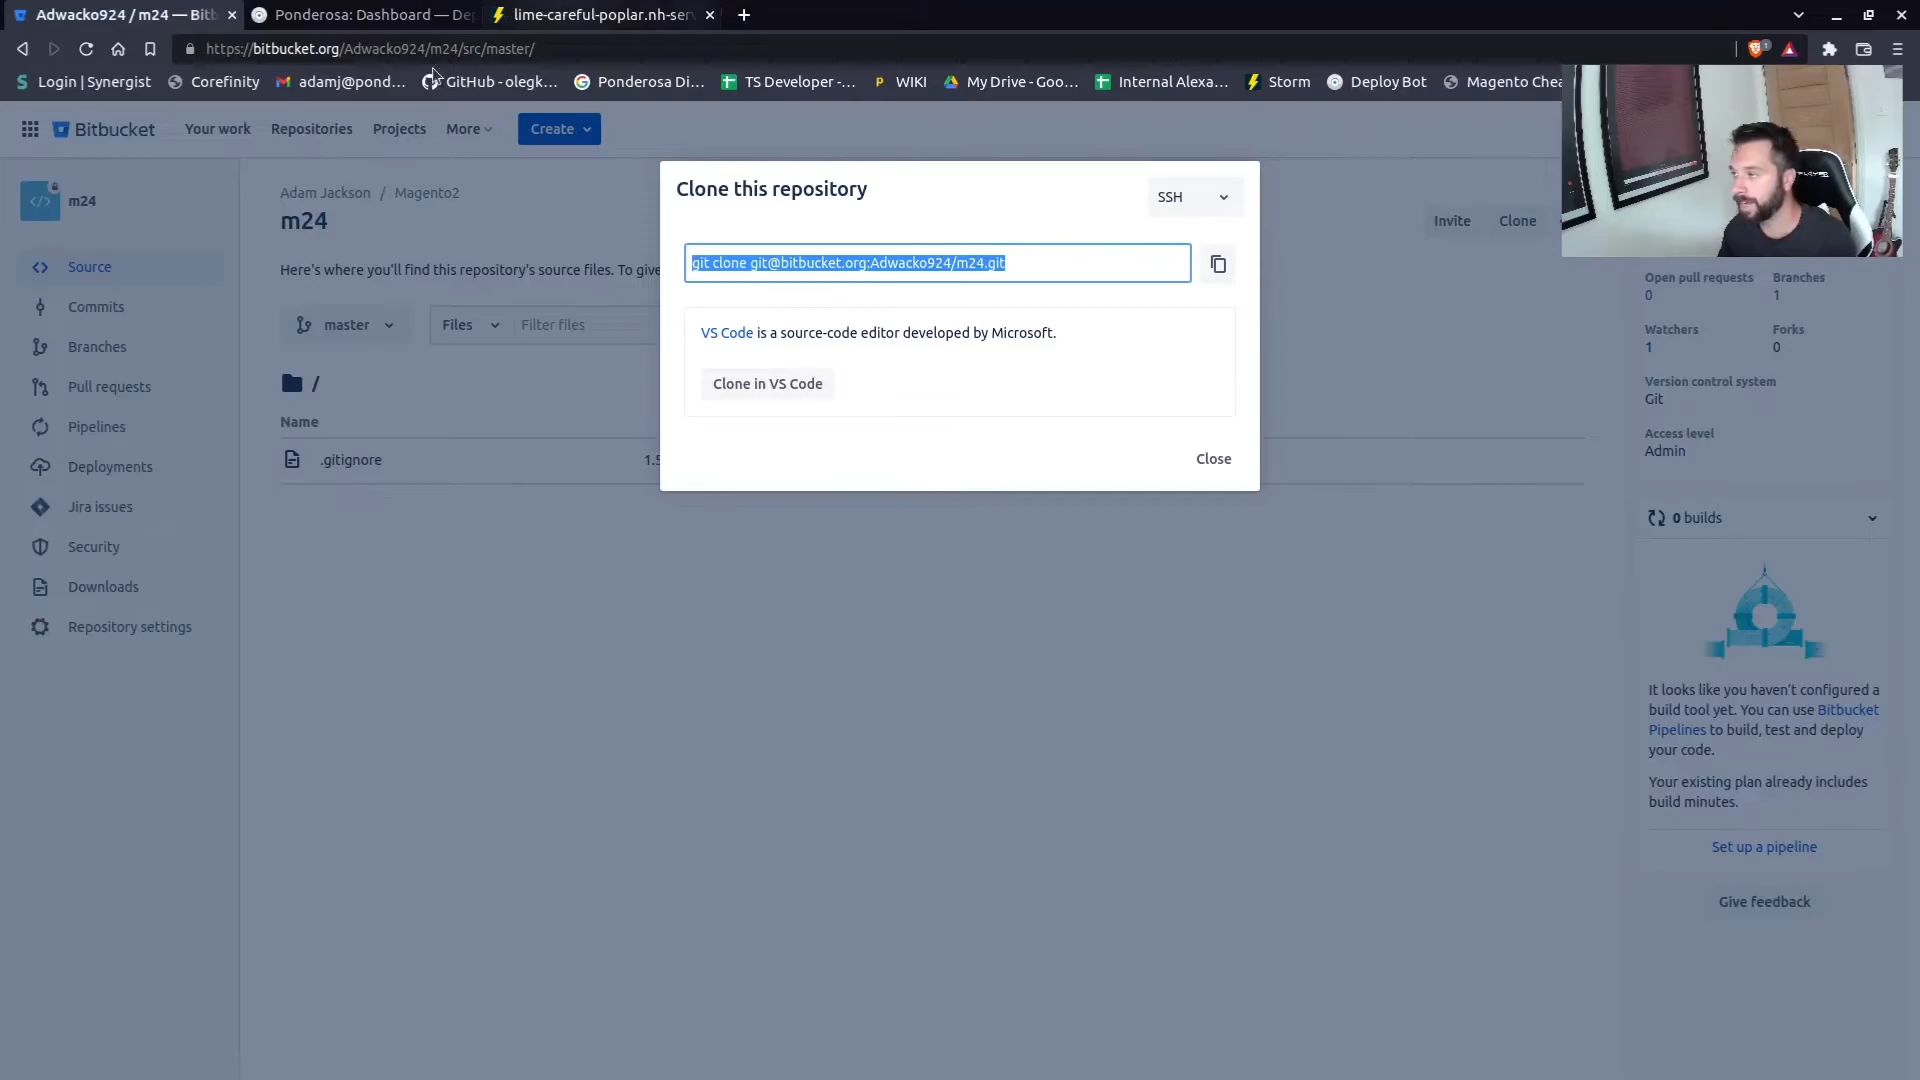 Adwacko924 / m24 — Bitb
Ponderosa: Dashboard — De
lime-careful-poplar.nh-ser
https://bitbucket.org/Adwacko924/m24/src/master/
1
Login | Synergist
Corefinity
adamj@pond...
GitHub - olegk...
Ponderosa Di...
TS Developer -...
WIKI
My Drive - Goo...
Internal Alexa...
Storm
Deploy Bot
Magento Chea
Bitbucket
Your work
Repositories
Projects
More
Create
m24
Source
Commits
Branches
Pull requests
Pipelines
Deployments
Jira issues
Security
Downloads
Repository settings
Adam Jackson / Magento2
m24
Invite
Clone
Here's where you'll find this repository's source files. To give
master
Files
Filter files
/
Name
.gitignore
1.5
Clone this repository
SSH
git clone git@bitbucket.org:Adwacko924/m24.git
VS Code is a source-code editor developed by Microsoft.
Clone in VS Code
Close
Open pull requests
0
Branches
1
Watchers
1
Forks
0
Version control system
Git
Access level
Admin
0 builds
It looks like you haven't configured a
build tool yet. You can use Bitbucket
Pipelines to build, test and deploy
your code.
Your existing plan already includes
build minutes.
Set up a pipeline
Give feedback